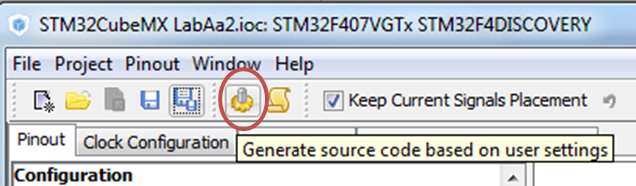 STM32CubeMX LabAa2.ioc: STM32F407VGTx STM32F4DISCOVERY
File Project Pinout Window Help
Keep Current Signals Placement
Pinout Clock Configuration
Generate source code based on user settings
Configuration